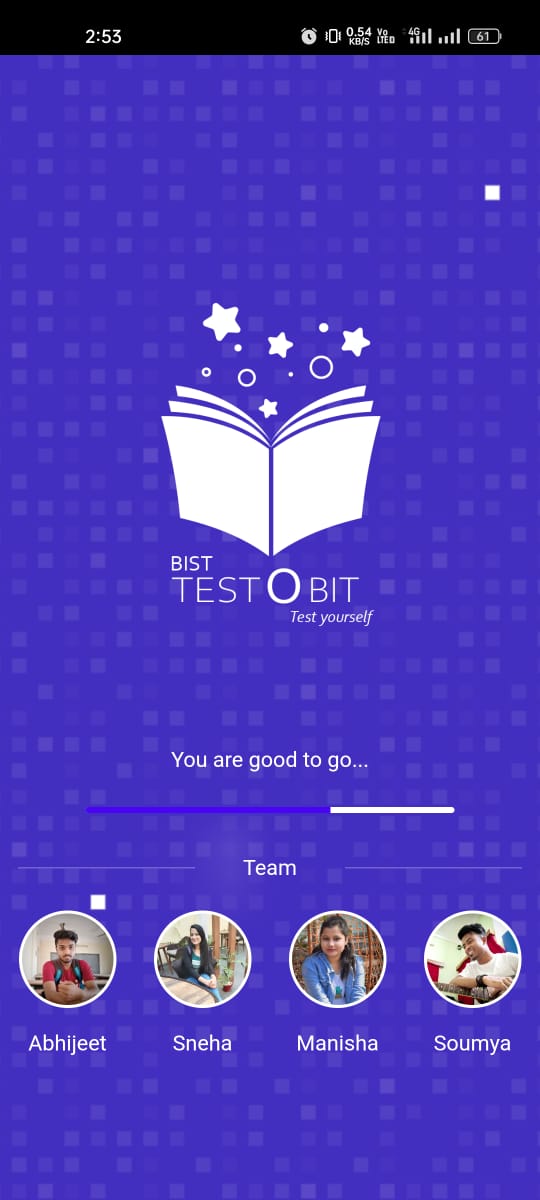 2:53
0.54 KB/S Vo LTE 4G 61
BIST
TESTOBIT
Test yourself
You are good to go...
Team
Abhijeet Sneha Manisha Soumya